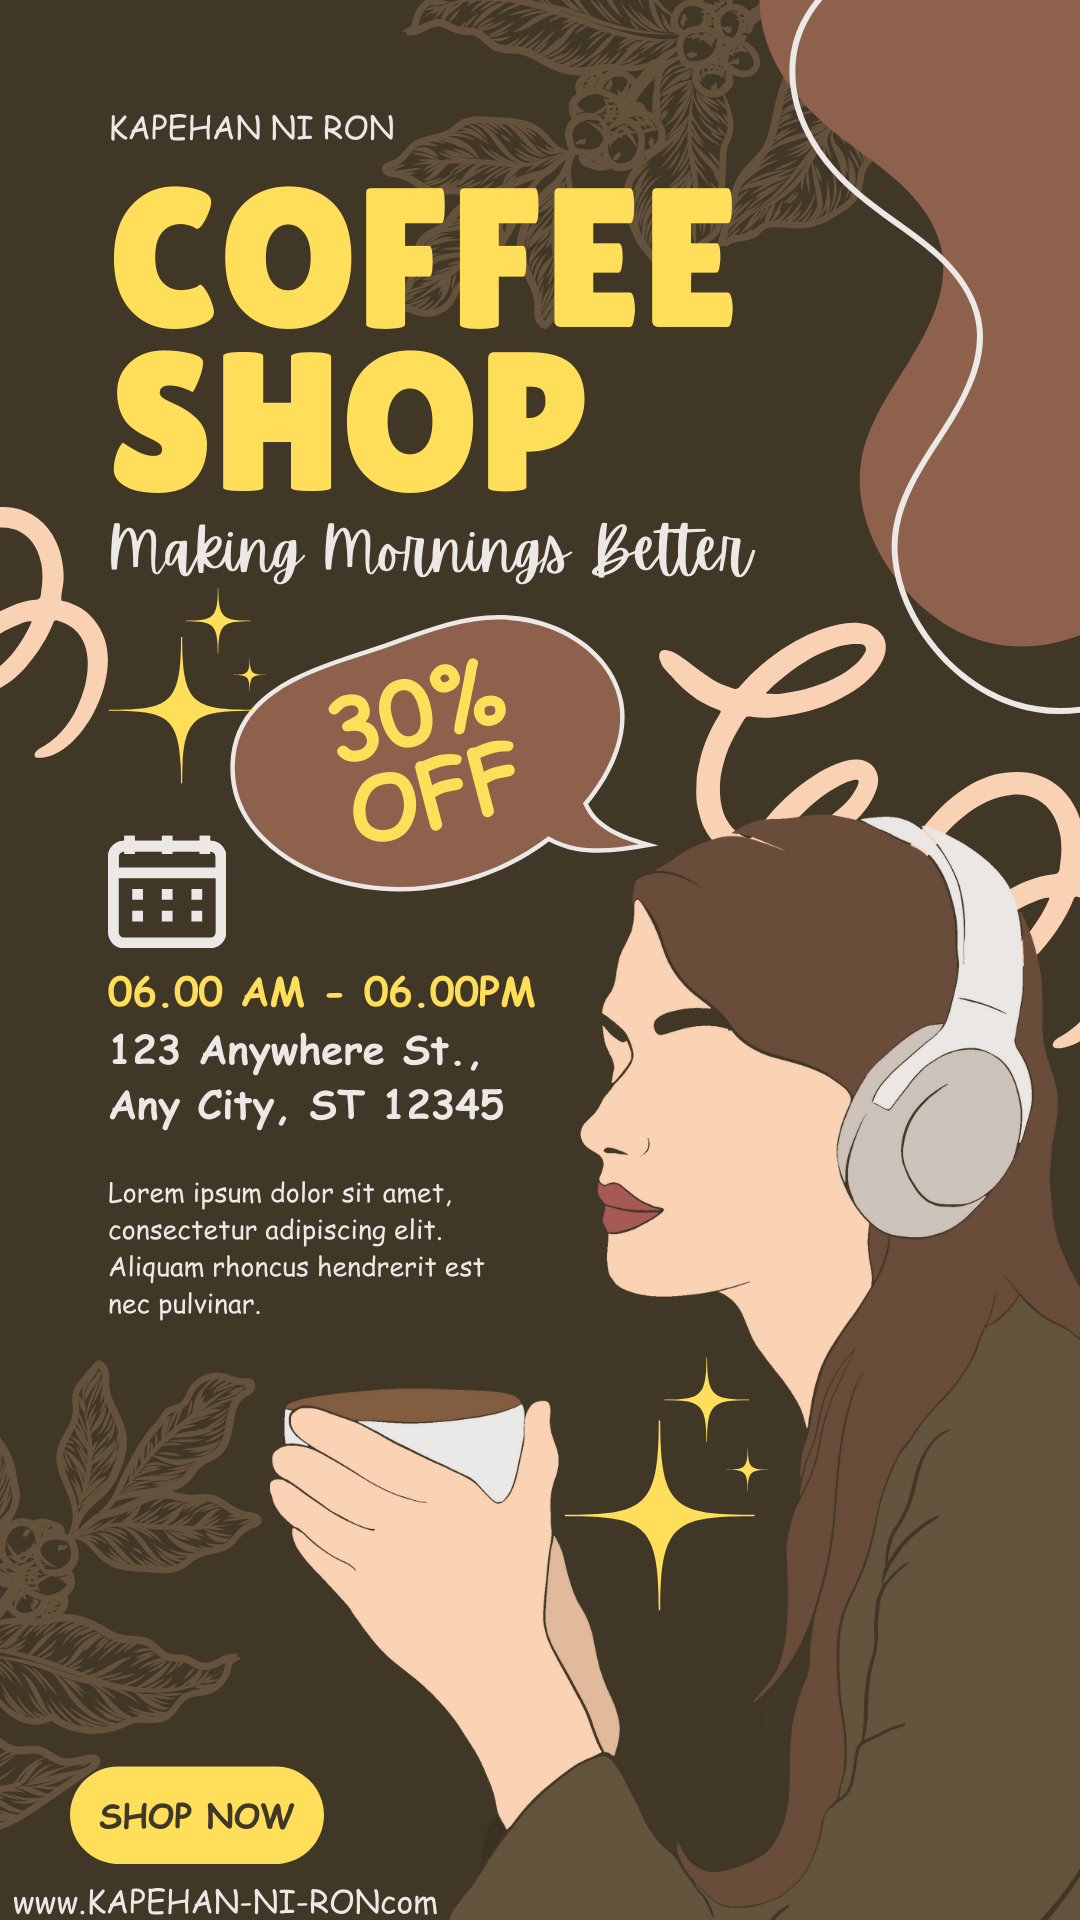 KAPEHAN NI RON
COFFEE
SHOP
Making Mornings Better
30%
OFF
06.00 AM - 06.00PM
123 Anywhere St.,
Any City, ST 12345
Lorem ipsum dolor sit amet,
consectetur adipiscing elit.
Aliquam rhoncus hendrerit est
nec pulvinar.
SHOP NOW
www.KAPEHAN-NI-RONcom